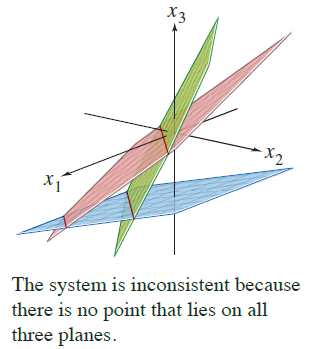 x₃
x₂
x₁
The system is inconsistent because
there is no point that lies on all
three planes.